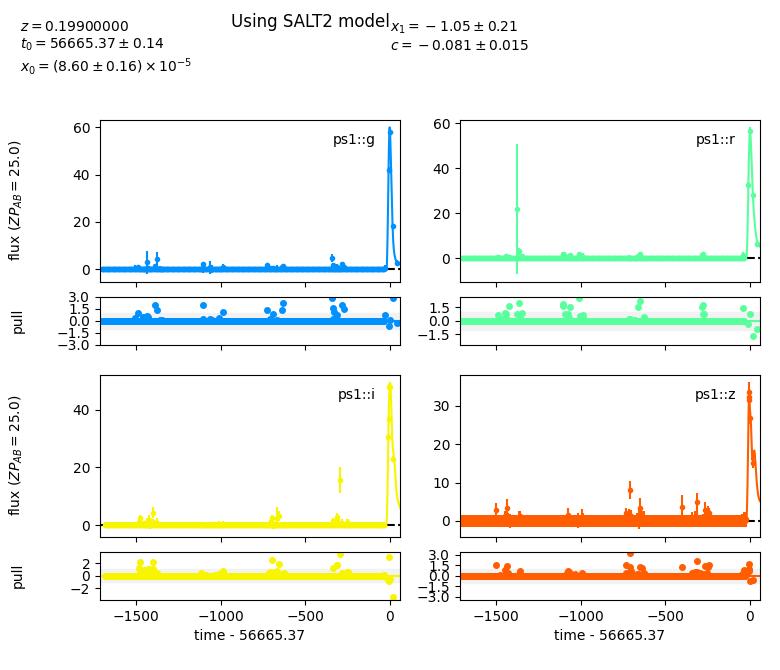 Using SALT2 model
z = 0.19900000
t₀ = 56665.37 ± 0.14
x₀ = (8.60 ± 0.16) × 10⁻⁵
x₁ = −1.05 ± 0.21
c = −0.081 ± 0.015
flux (ZP_AB = 25.0)
60
40
20
0
ps1::g
60
40
20
0
ps1::r
pull
3.0
1.5
0.0
−1.5
−3.0
1.5
0.0
−1.5
flux (ZP_AB = 25.0)
40
20
0
ps1::i
30
20
10
0
ps1::z
pull
2
0
−2
3.0
1.5
0.0
−1.5
−3.0
−1500 −1000 −500 0
−1500 −1000 −500 0
time - 56665.37
time - 56665.37